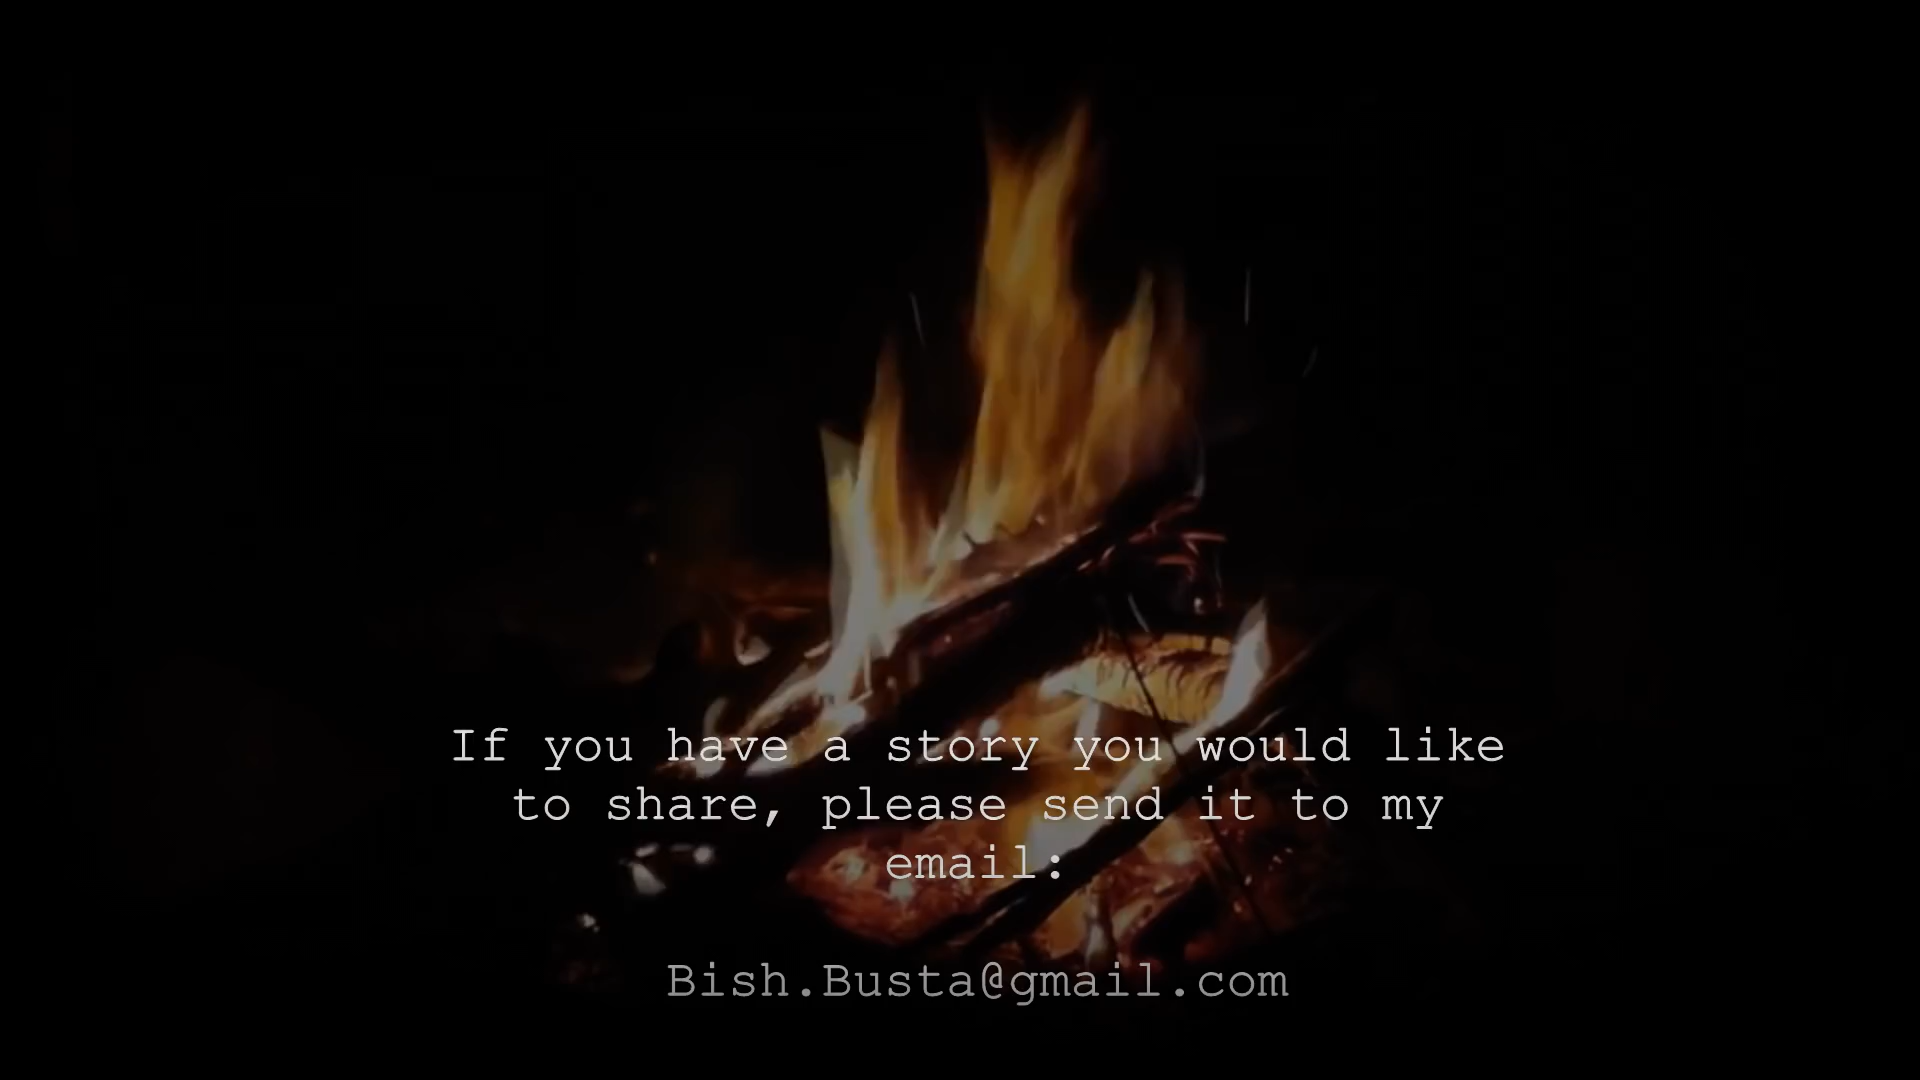 If you have a story you would like
to share, please send it to my
email:
Bish.Busta@gmail.com